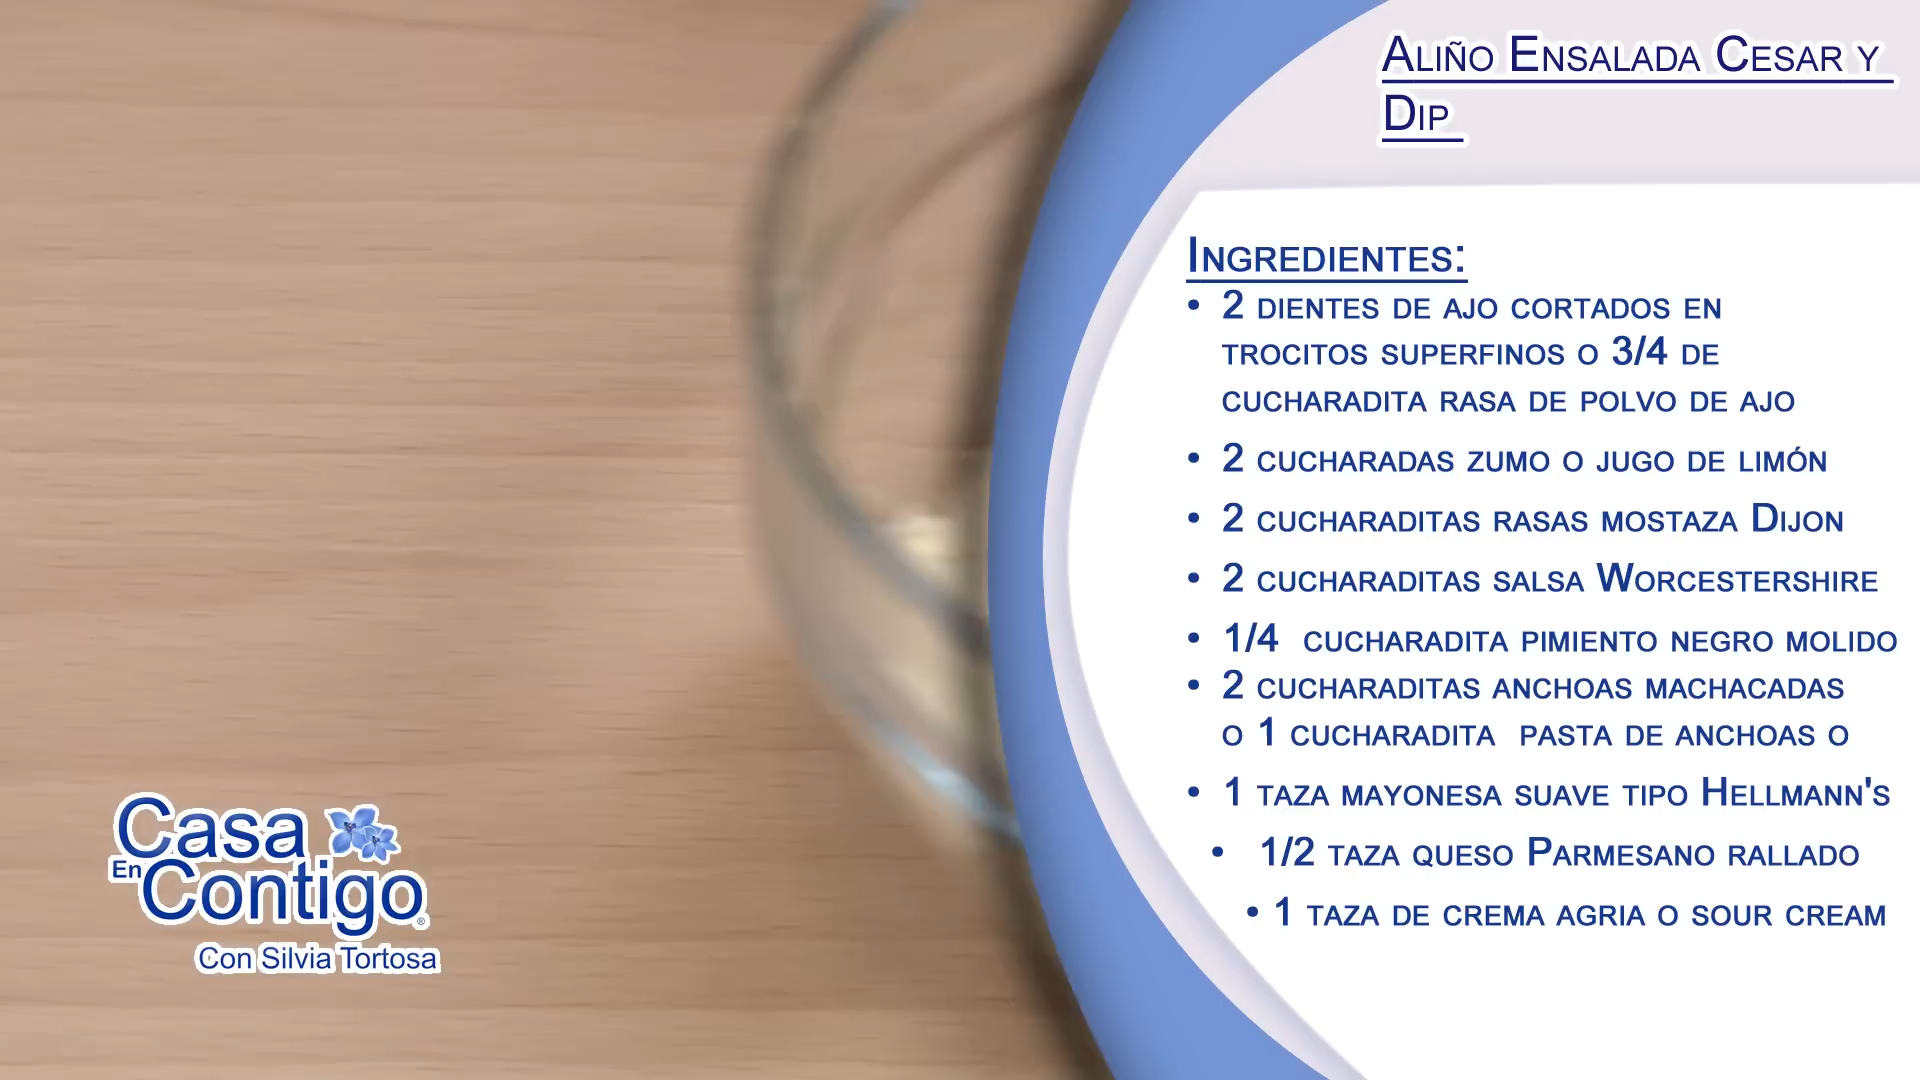 Aliño Ensalada Cesar y
Dip
Ingredientes:
• 2 dientes de ajo cortados en
trocitos superfinos o 3/4 de
cucharadita rasa de polvo de ajo
• 2 cucharadas zumo o jugo de limón
• 2 cucharaditas rasas mostaza Dijon
• 2 cucharaditas salsa Worcestershire
• 1/4 cucharadita pimiento negro molido
• 2 cucharaditas anchoas machacadas
o 1 cucharadita pasta de anchoas o
• 1 taza mayonesa suave tipo Hellmann's
• 1/2 taza queso Parmesano rallado
• 1 taza de crema agria o sour cream
Casa
En Contigo®
Con Silvia Tortosa